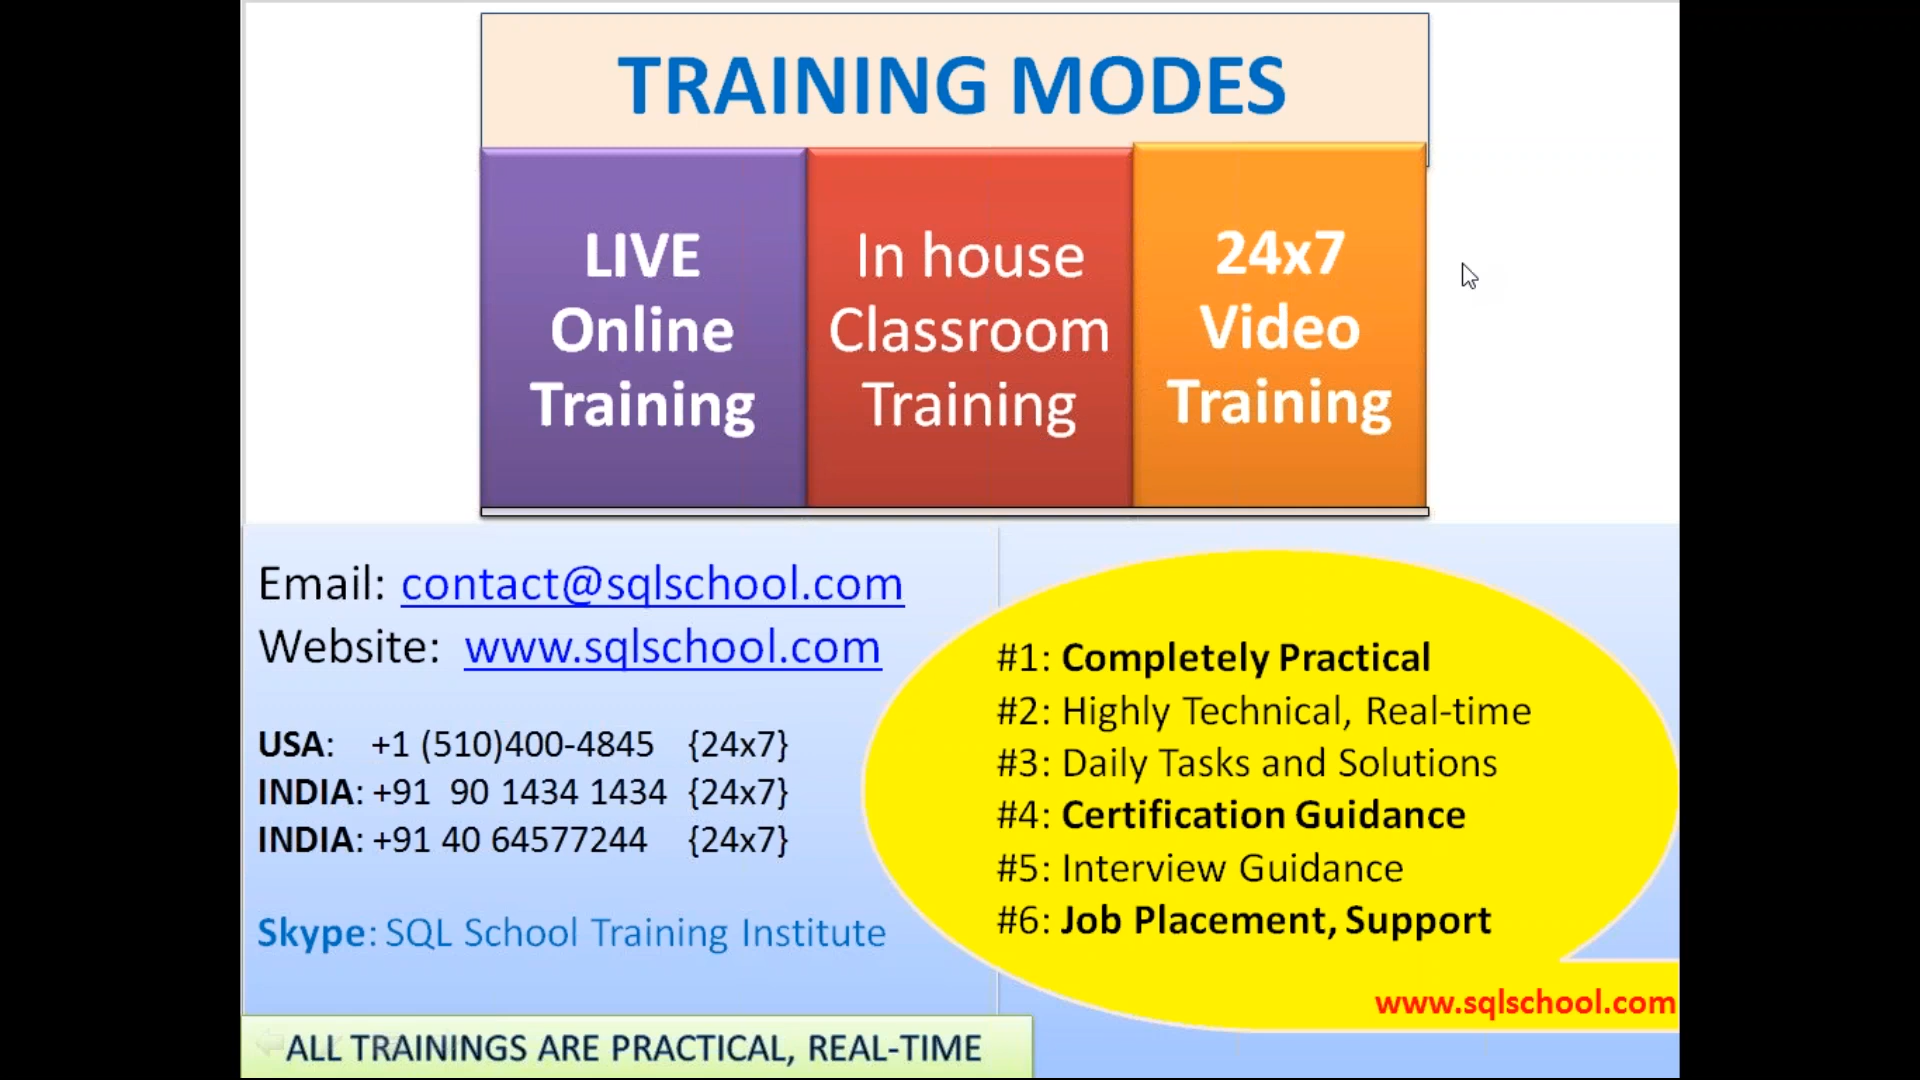 TRAINING MODES
LIVE
Online
Training
In house
Classroom
Training
24x7
Video
Training
Email: contact@sqlschool.com
Website: www.sqlschool.com
USA: +1 (510)400-4845 {24x7}
INDIA: +91 90 1434 1434 {24x7}
INDIA: +91 40 64577244 {24x7}
Skype: SQL School Training Institute
#1: Completely Practical
#2: Highly Technical, Real-time
#3: Daily Tasks and Solutions
#4: Certification Guidance
#5: Interview Guidance
#6: Job Placement, Support
www.sqlschool.com
ALL TRAININGS ARE PRACTICAL, REAL-TIME